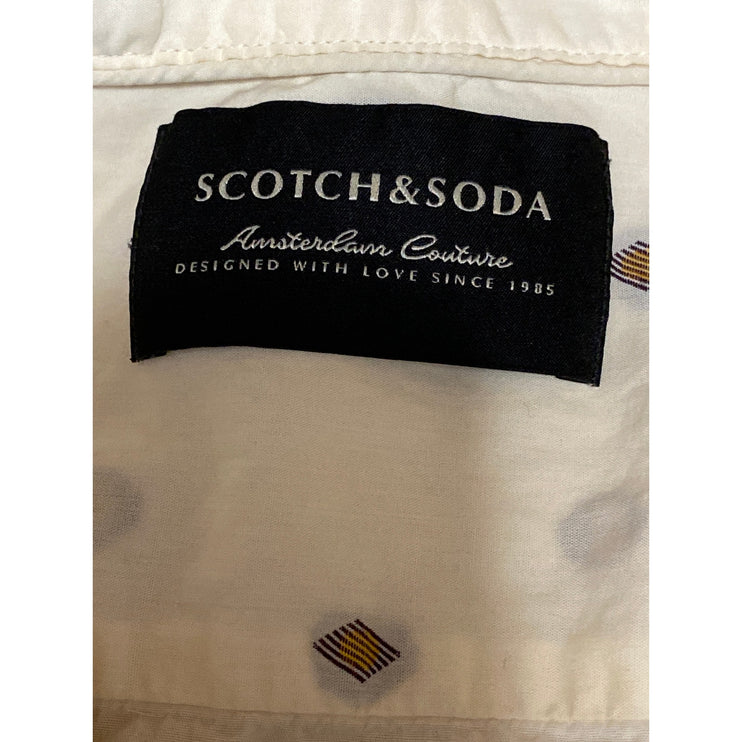 SCOTCH&SODA
Amsterdam Couture
DESIGNED WITH LOVE SINCE 1985